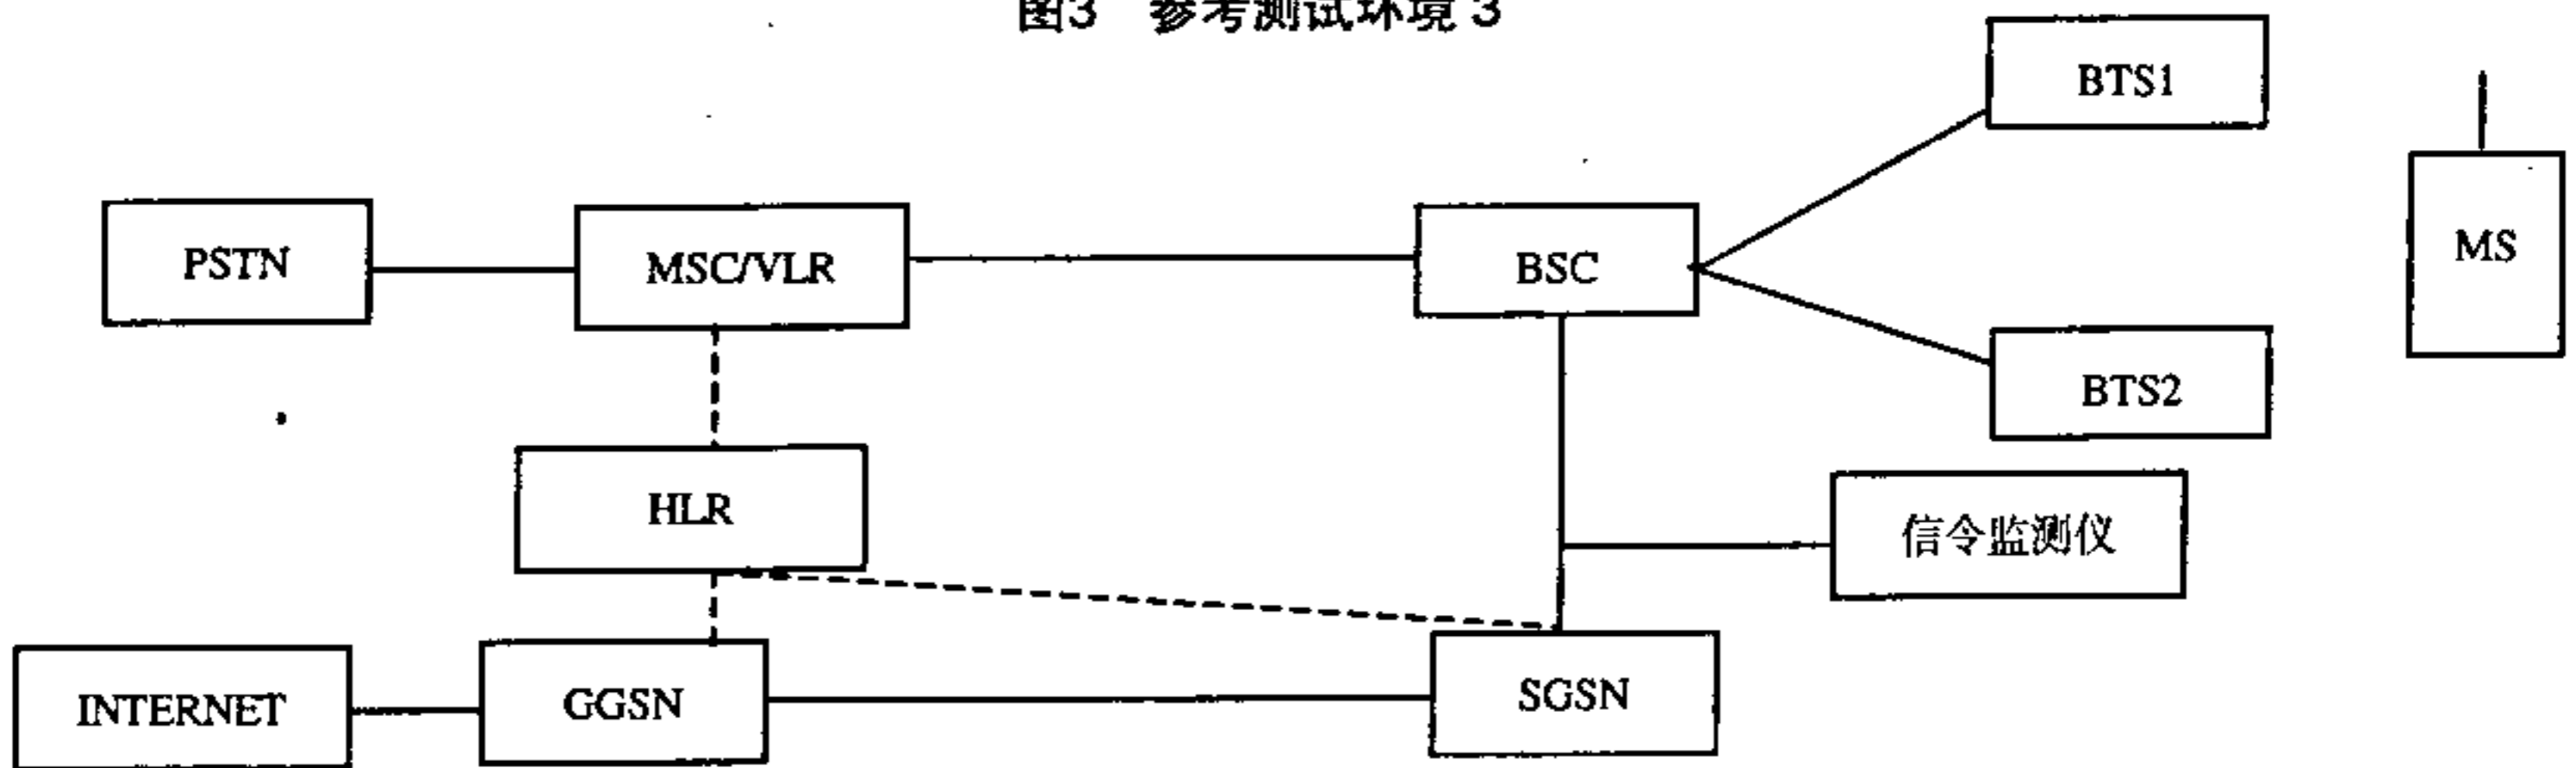 图3 参考测试环境 3
BTS1
PSTN
MSC/VLR
BSC
MS
BTS2
HLR
信令监测仪
INTERNET
GGSN
SGSN